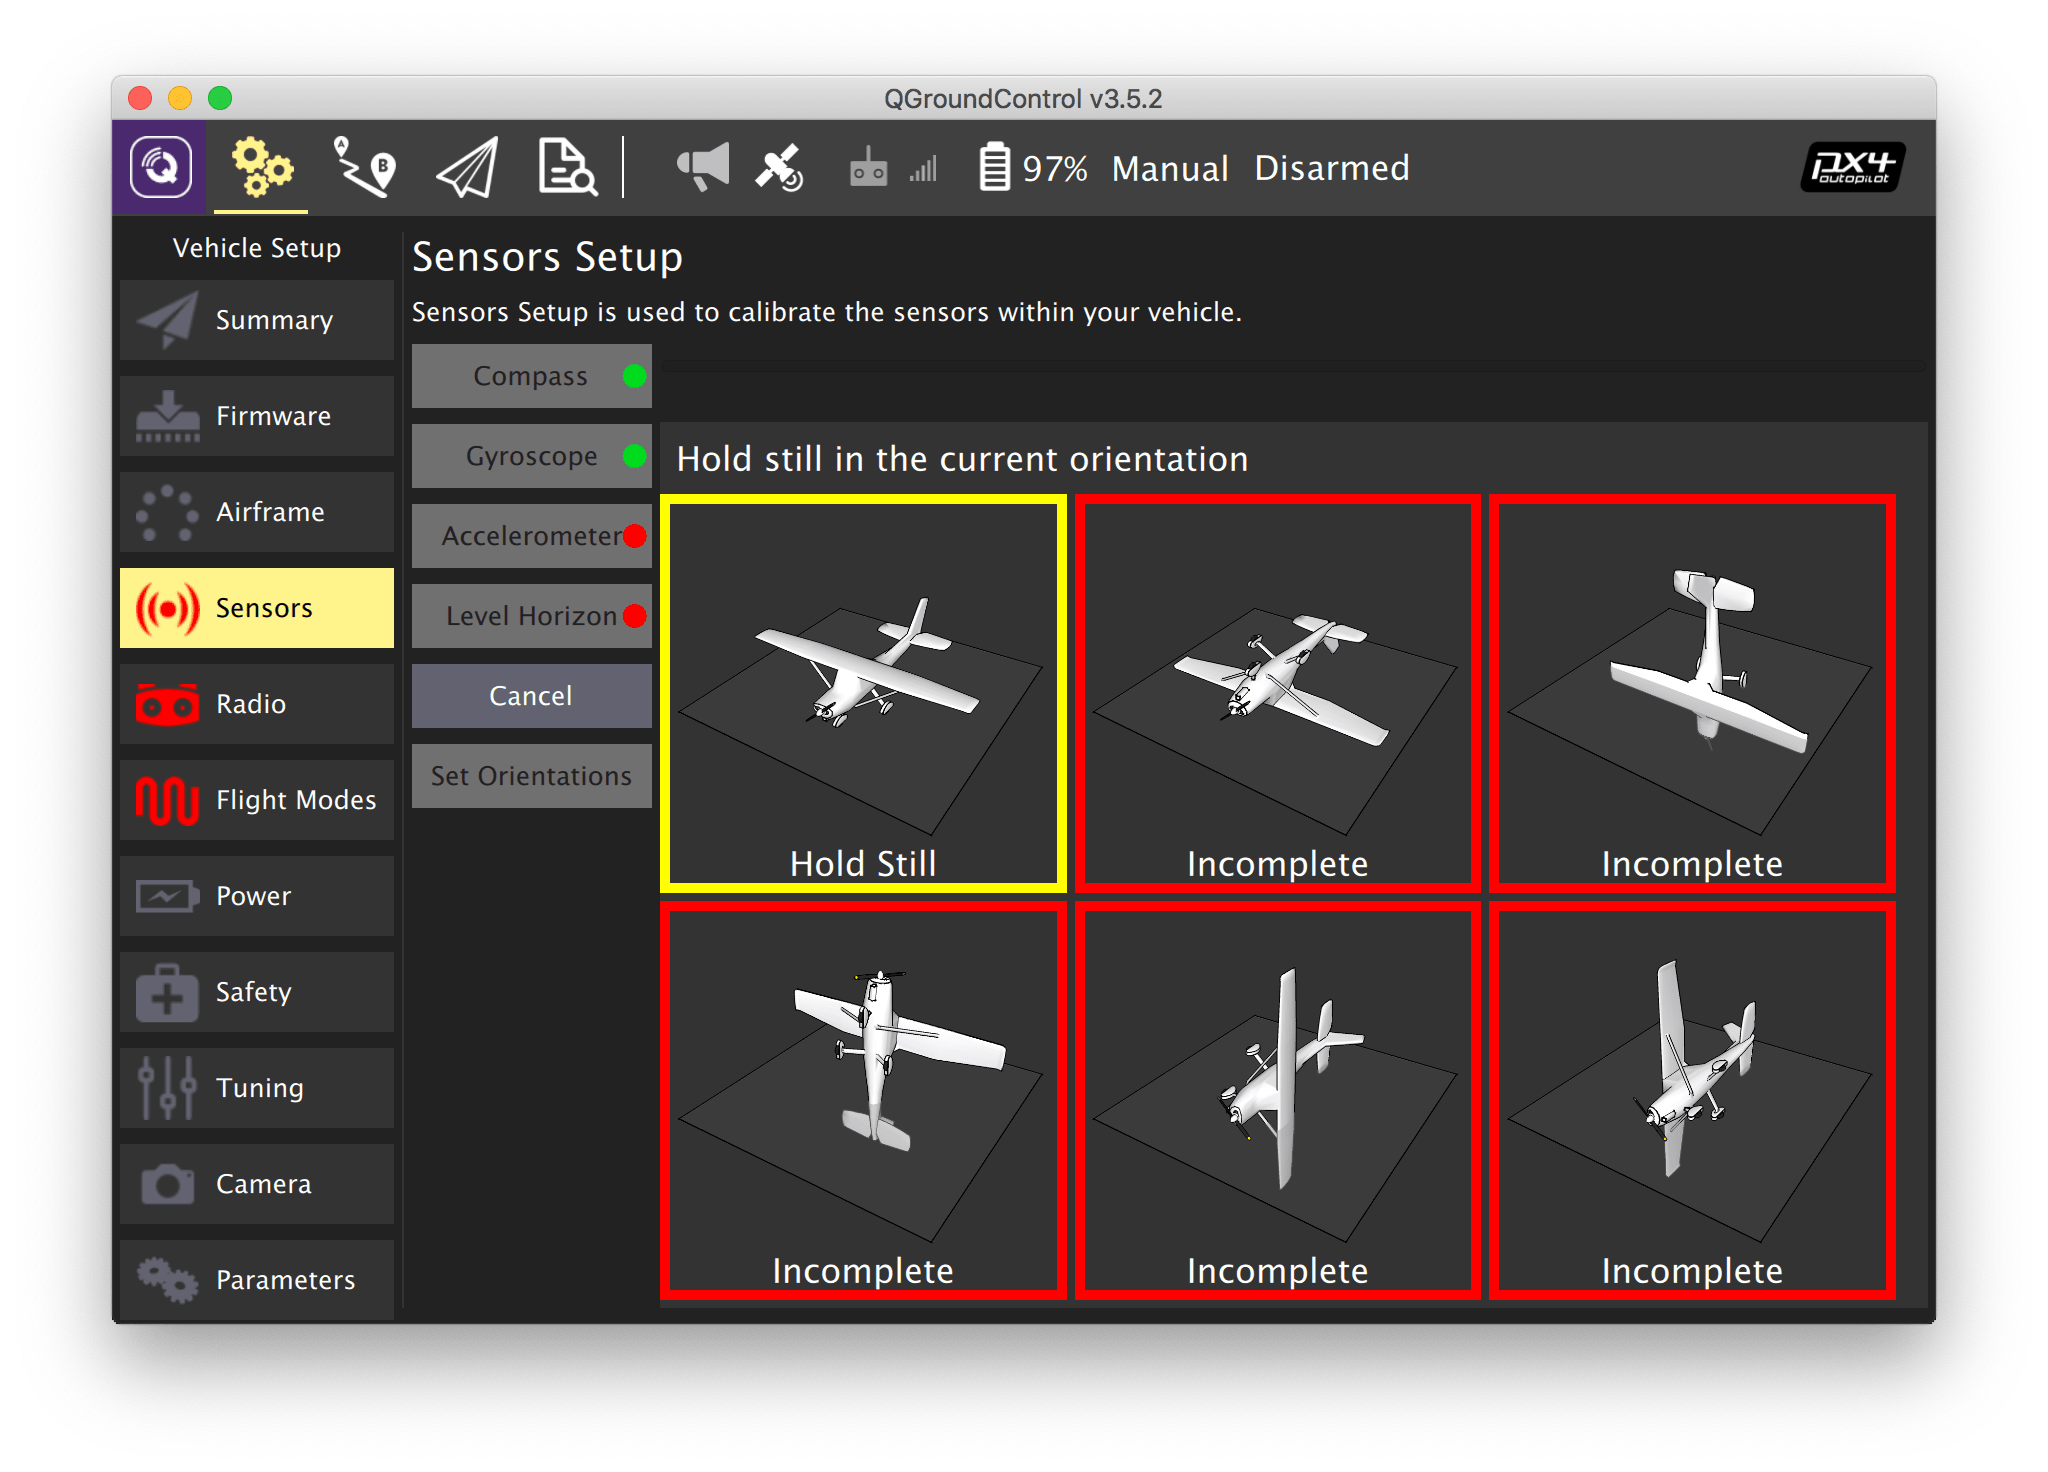 QGroundControl v3.5.2
A
B
97% Manual Disarmed
px4
autopilot
Vehicle Setup
Summary
Firmware
Airframe
Sensors
Radio
Flight Modes
Power
Safety
Tuning
Camera
Parameters
Sensors Setup
Sensors Setup is used to calibrate the sensors within your vehicle.
Compass
Gyroscope
Accelerometer
Level Horizon
Cancel
Set Orientations
Hold still in the current orientation
Hold Still
Incomplete
Incomplete
Incomplete
Incomplete
Incomplete